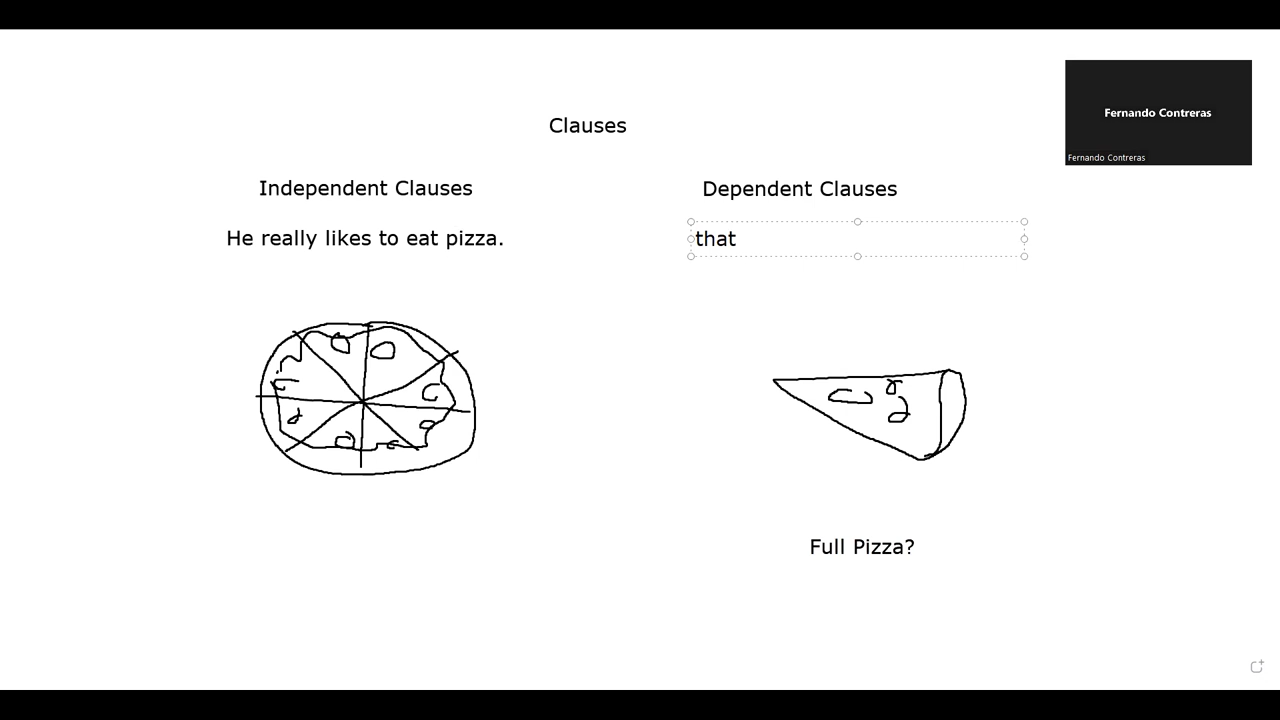 Clauses
Independent Clauses
Dependent Clauses
He really likes to eat pizza.
that
Full Pizza?
Fernando Contreras
Fernando Contreras